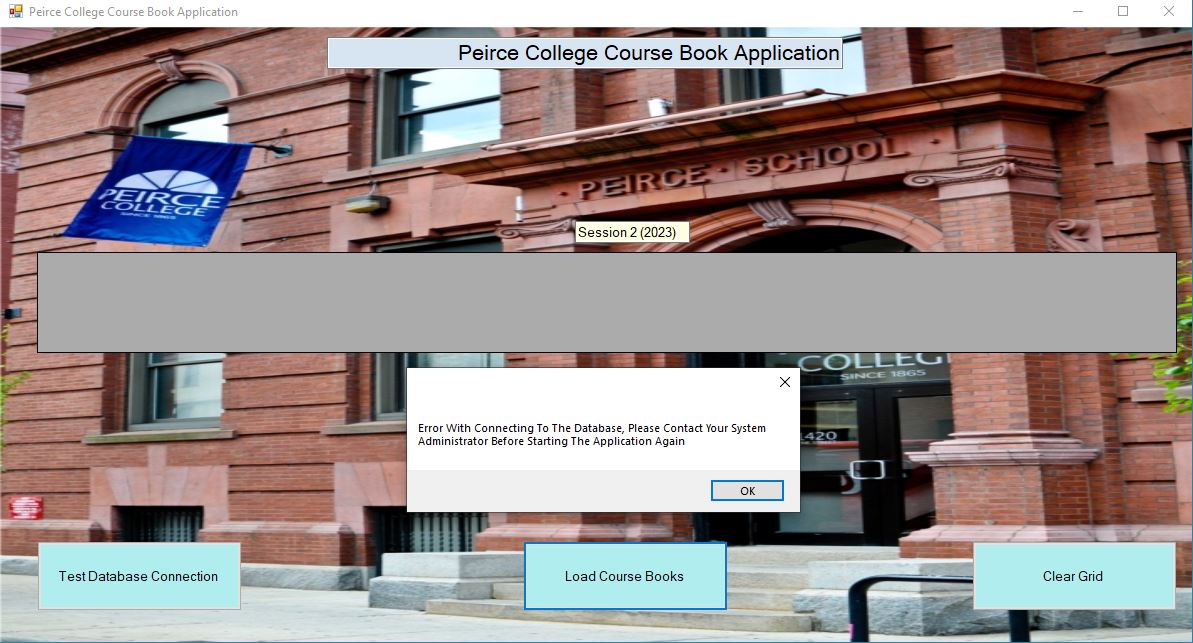 Peirce College Course Book Application
Peirce College Course Book Application
PEIRCE · SCHOOL
PEIRCE
COLLEGE
SINCE 1865
Session 2 (2023)
COLLEG
SINCE 1865
1420
Error With Connecting To The Database, Please Contact Your System
Administrator Before Starting The Application Again
OK
Test Database Connection
Load Course Books
Clear Grid